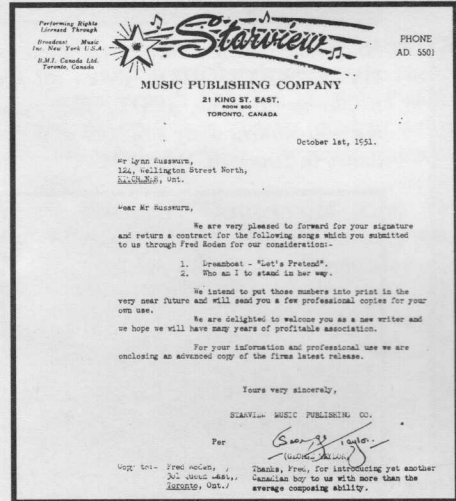 Performing Rights
Licensed Through
Broadcast Music
Inc. New York U.S.A.
B.M.I. Canada Ltd.
Toronto, Canada
Starview
PHONE
AD. 5501
MUSIC PUBLISHING COMPANY
21 KING ST. EAST,
ROOM 800
TORONTO, CANADA
October 1st, 1951.
Mr Lynn Russwurm,
124, Wellington Street North,
KITCHENER, Ont.
Dear Mr Russwurm,
We are very pleased to forward for your signature
and return a contract for the following songs which you submitted
to us through Fred Roden for our consideration:-
1. Dreamboat - "Let's Pretend".
2. Who am I to stand in her way.
We intend to put those numbers into print in the
very near future and will send you a few professional copies for your
own use.
We are delighted to welcome you as a new writer and
we hope we will have many years of profitable association.
For your information and professional use we are
enclosing an advanced copy of the firms latest release.
Yours very sincerely,
STARVIEW MUSIC PUBLISHING CO.
Per George Taylor
(GEORGE TAYLOR)
Copy to:- Fred Roden,
Queen East,
Toronto, Ont.
Thanks, Fred, for introducing yet another
Canadian boy to us with more than the
average composing ability.